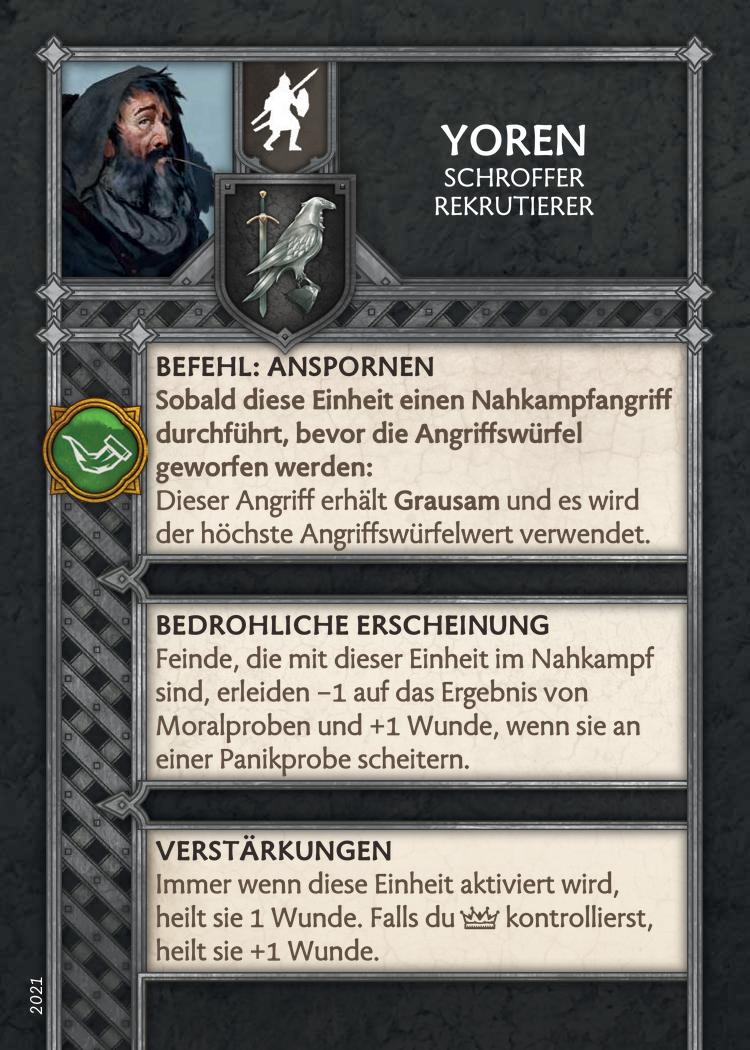 YOREN
SCHROFFER
REKRUTIERER
BEFEHL: ANSPORNEN
Sobald diese Einheit einen Nahkampfangriff
durchführt, bevor die Angriffswürfel
geworfen werden:
Dieser Angriff erhält Grausam und es wird
der höchste Angriffswürfelwert verwendet.
BEDROHLICHE ERSCHEINUNG
Feinde, die mit dieser Einheit im Nahkampf
sind, erleiden −1 auf das Ergebnis von
Moralproben und +1 Wunde, wenn sie an
einer Panikprobe scheitern.
VERSTÄRKUNGEN
Immer wenn diese Einheit aktiviert wird,
heilt sie 1 Wunde. Falls du kontrollierst,
heilt sie +1 Wunde.
2021